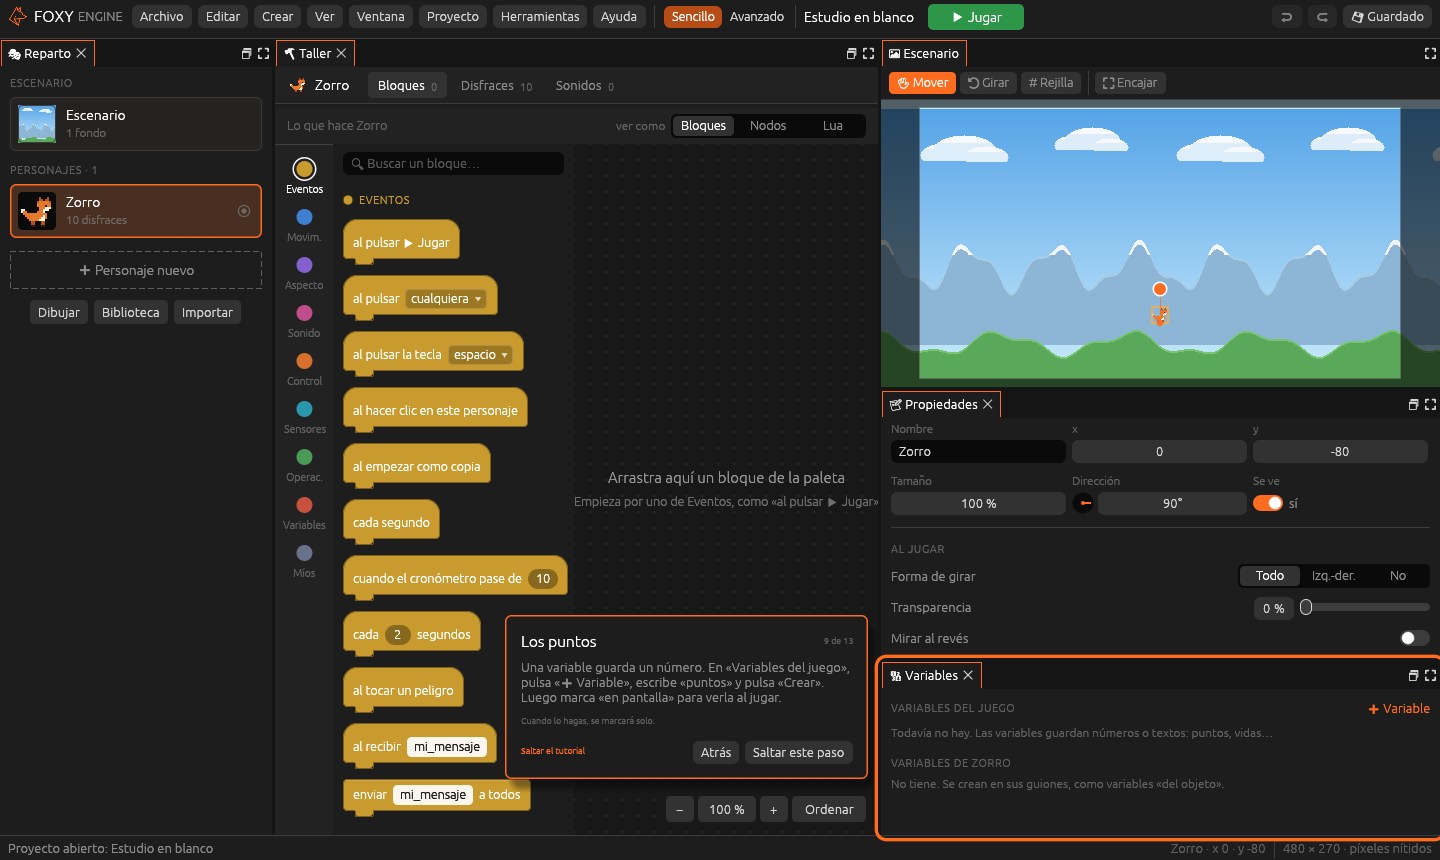 FOXY ENGINE Archivo Editar Crear Ver Ventana Proyecto Herramientas Ayuda Sencillo Avanzado Estudio en blanco Jugar Guardado
Reparto
ESCENARIO
Escenario
1 fondo
PERSONAJES · 1
Zorro
10 disfraces
+ Personaje nuevo
Dibujar Biblioteca Importar
Taller
Zorro Bloques 0 Disfraces 10 Sonidos 0
Lo que hace Zorro ver como Bloques Nodos Lua
Eventos
Movim.
Aspecto
Sonido
Control
Sensores
Operac.
Variables
Míos
Buscar un bloque...
EVENTOS
al pulsar ▶ Jugar
al pulsar cualquiera ▾
al pulsar la tecla espacio ▾
al hacer clic en este personaje
al empezar como copia
cada segundo
cuando el cronómetro pase de 10
cada 2 segundos
al tocar un peligro
al recibir mi_mensaje
enviar mi_mensaje a todos
Arrastra aquí un bloque de la paleta
Empieza por uno de Eventos, como «al pulsar ▶ Jugar»
Los puntos 9 de 13
Una variable guarda un número. En «Variables del juego»,
pulsa «+ Variable», escribe «puntos» y pulsa «Crear».
Luego marca «en pantalla» para verla al jugar.
Cuando lo hagas, se marcará solo.
Saltar el tutorial Atrás Saltar este paso
− 100 % + Ordenar
Escenario
Mover Girar # Rejilla Encajar
Propiedades
Nombre x y
Zorro 0 -80
Tamaño Dirección Se ve
100 % 90° sí
AL JUGAR
Forma de girar Todo Izq.-der. No
Transparencia 0 %
Mirar al revés
Variables
VARIABLES DEL JUEGO + Variable
Todavía no hay. Las variables guardan números o textos: puntos, vidas...
VARIABLES DE ZORRO
No tiene. Se crean en sus guiones, como variables «del objeto».
Proyecto abierto: Estudio en blanco Zorro · x 0 · y -80 480 × 270 · píxeles nítidos